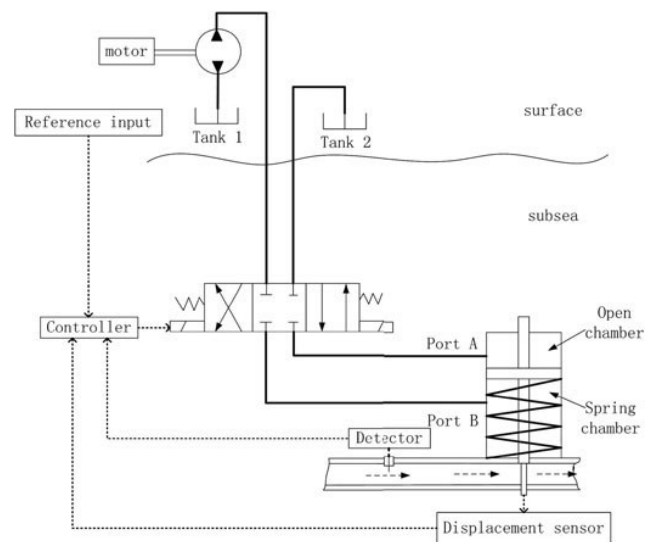 motor
Tank 1
Tank 2
surface
Reference input
subsea
Controller
Port A
Open
chamber
Port B
Spring
chamber
Detector
Displacement sensor